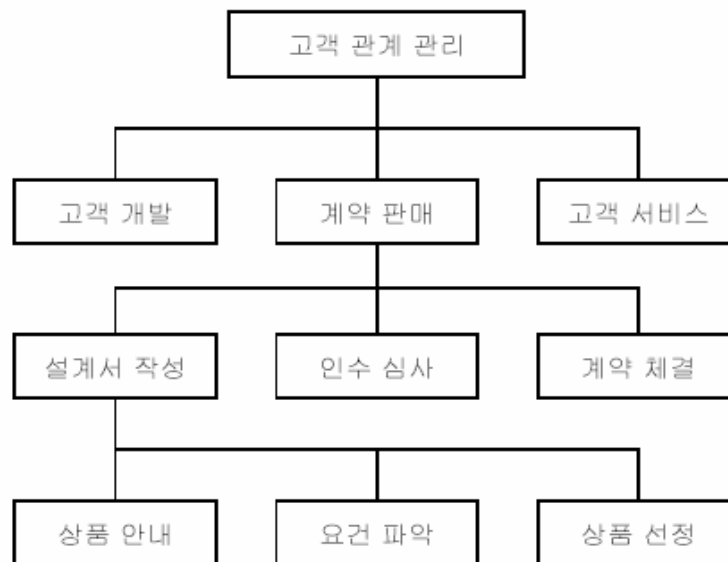 고객 관계 관리
고객 개발
계약 판매
고객 서비스
설계서 작성
인수 심사
계약 체결
상품 안내
요건 파악
상품 선정